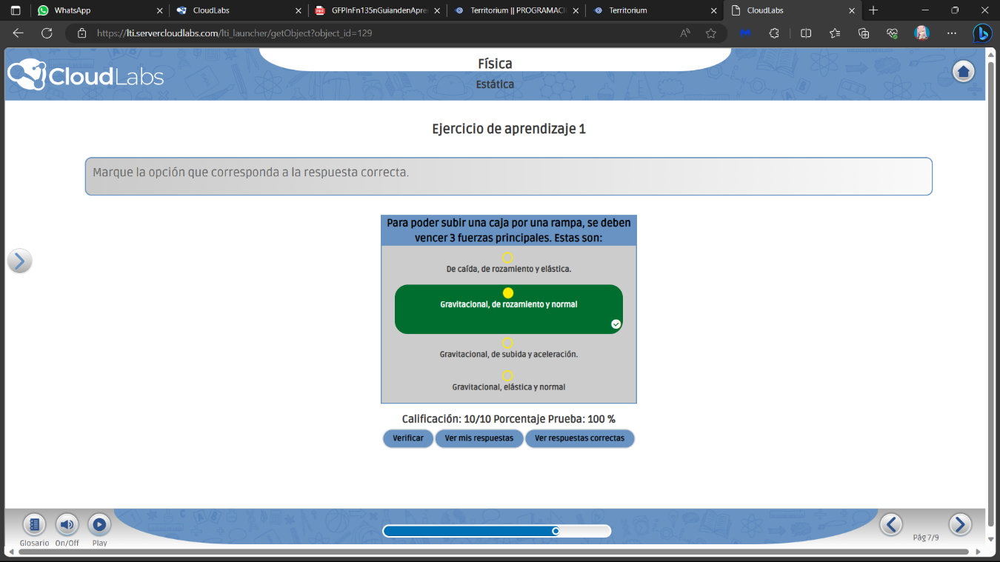 WhatsApp
CloudLabs
GFPInFn135nGuiandenApre
Territorium || PROGRAMACI
Territorium
CloudLabs
https://lti.servercloudlabs.com/lti_launcher/getObject?object_id=129
CloudLabs
Física
Estática
Ejercicio de aprendizaje 1
Marque la opción que corresponda a la respuesta correcta.
Para poder subir una caja por una rampa, se deben
vencer 3 fuerzas principales. Estas son:
De caída, de rozamiento y elástica.
Gravitacional, de rozamiento y normal
Gravitacional, de subida y aceleración.
Gravitacional, elástica y normal
Calificación: 10/10 Porcentaje Prueba: 100 %
Verificar
Ver mis respuestas
Ver respuestas correctas
Glosario
On/Off
Play
Pág 7/9